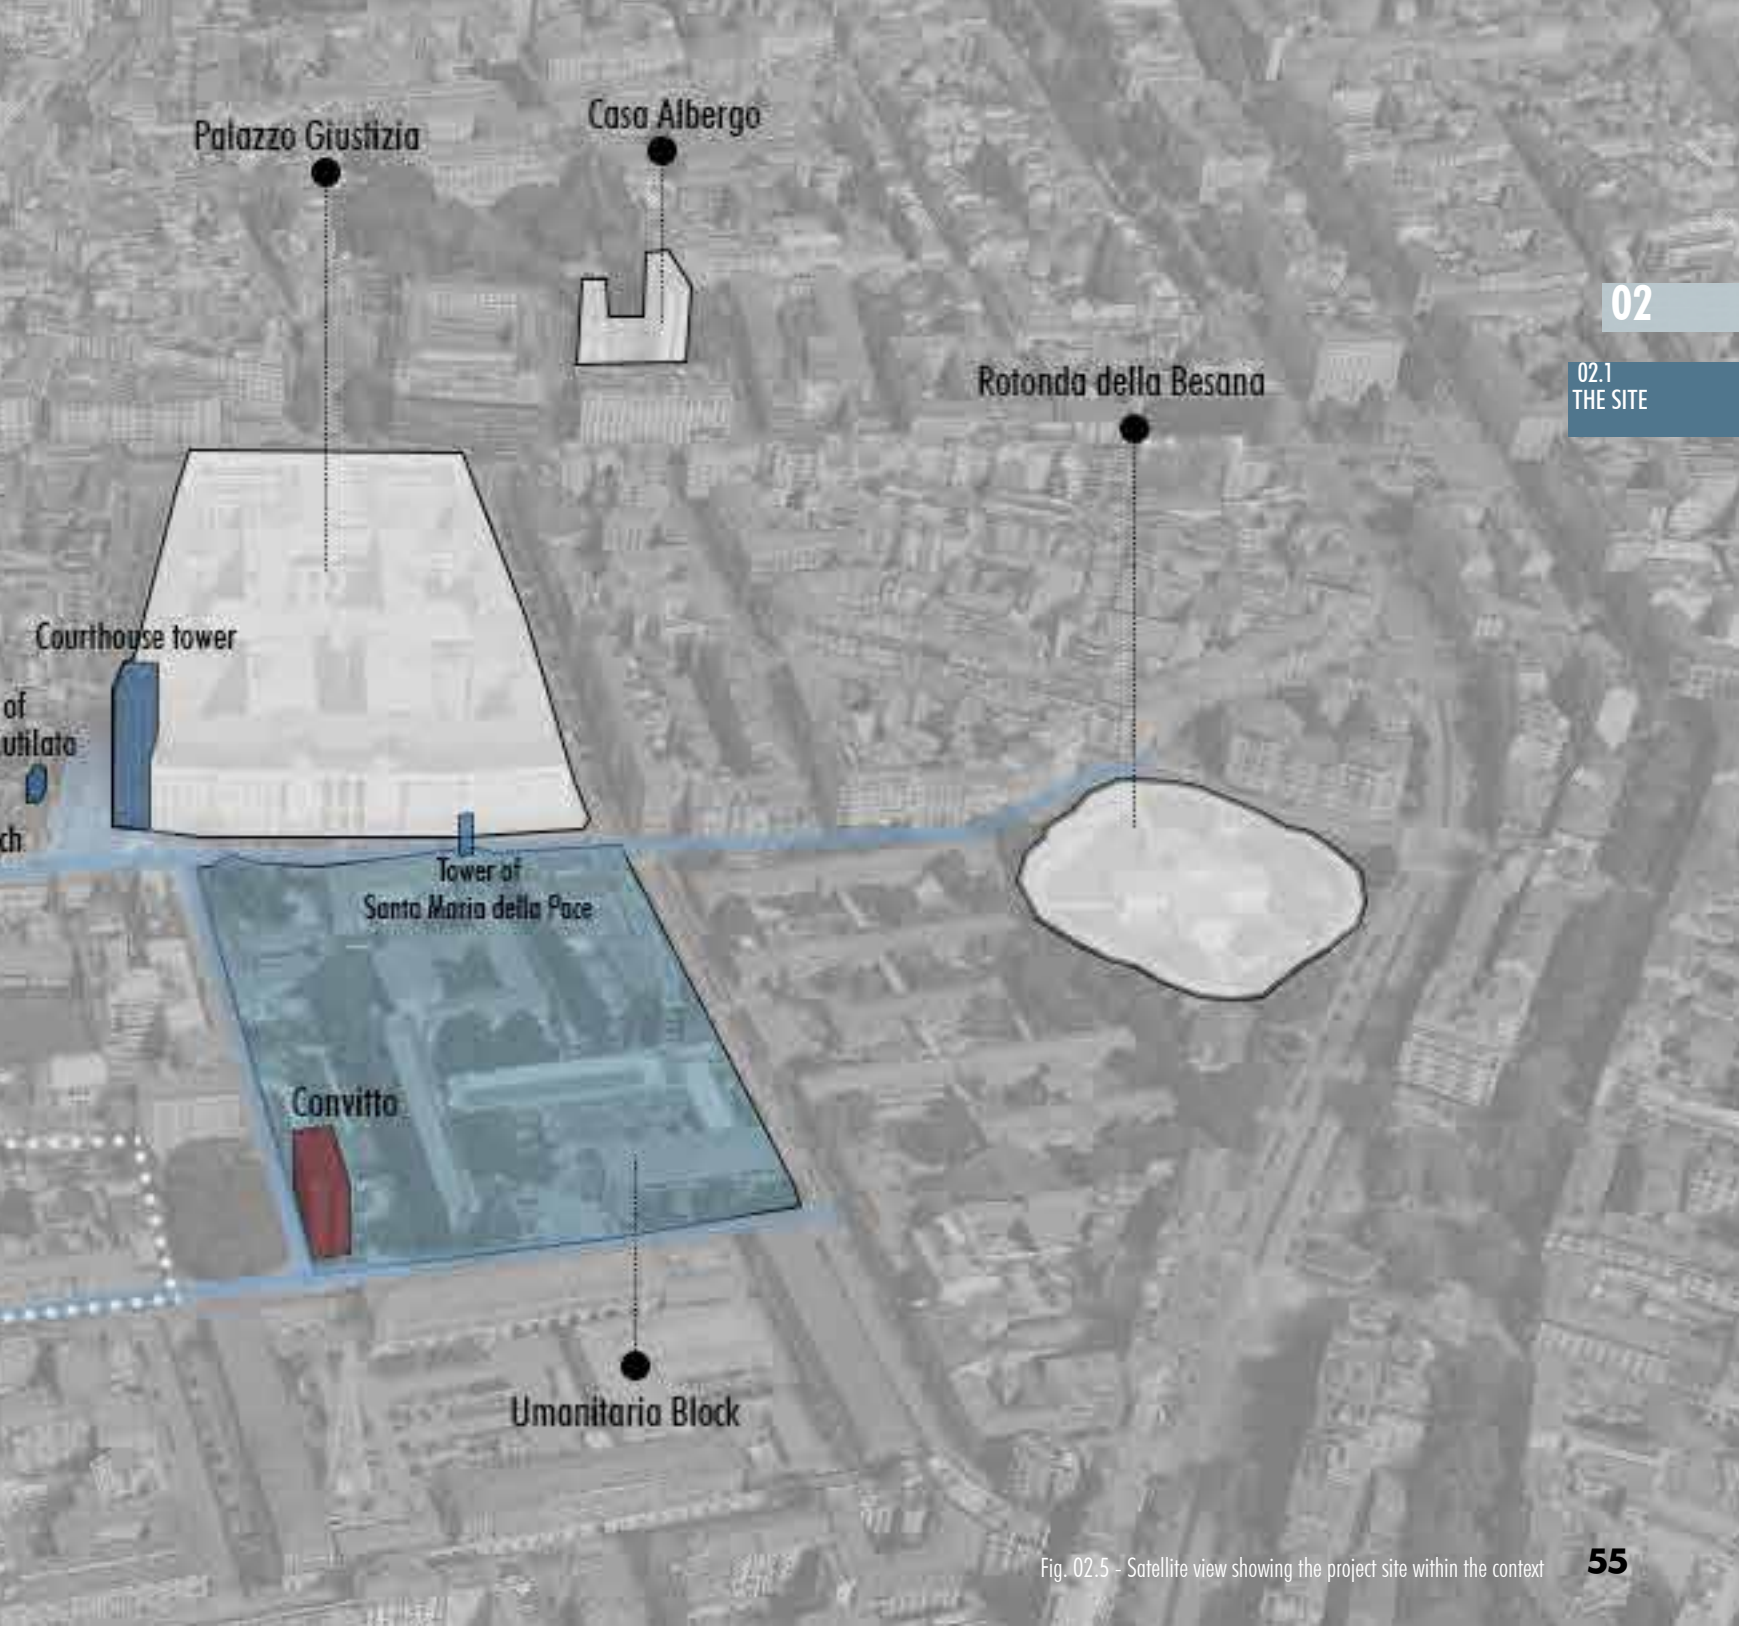 Casa Albergo
Palazzo Giustizia
02
02.1
THE SITE
Rotonda della Besana
Courthouse tower
of
utilata
ch
Tower of
Santa Maria della Pace
Convitto
Umanitaria Block
Fig. 02.5 - Satellite view showing the project site within the context
55